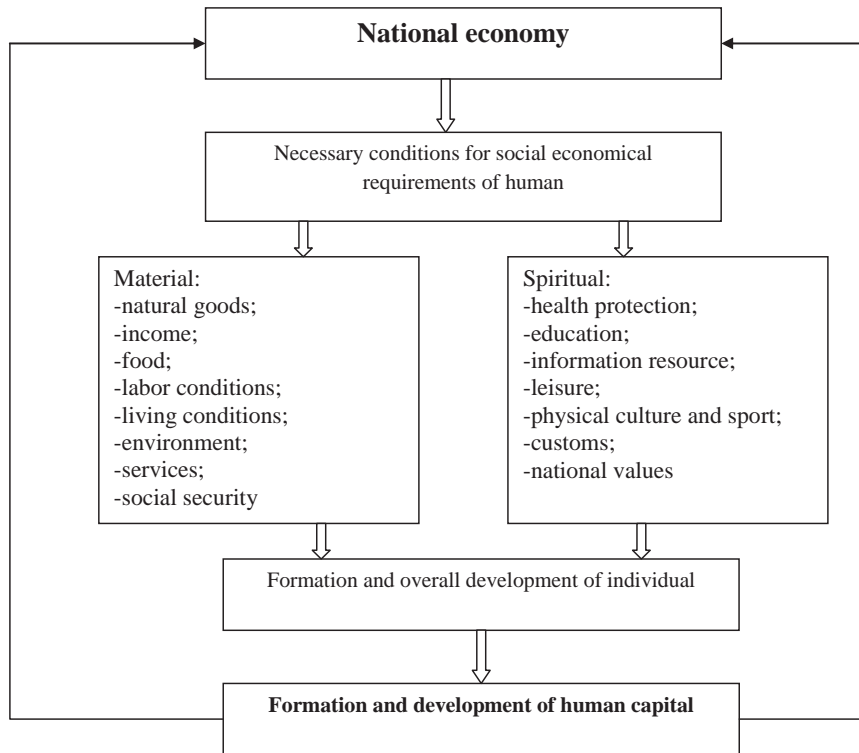 National economy
Necessary conditions for social economical
requirements of human
Material:
-natural goods;
-income;
-food;
-labor conditions;
-living conditions;
-environment;
-services;
-social security
Spiritual:
-health protection;
-education;
-information resource;
-leisure;
-physical culture and sport;
-customs;
-national values
Formation and overall development of individual
Formation and development of human capital